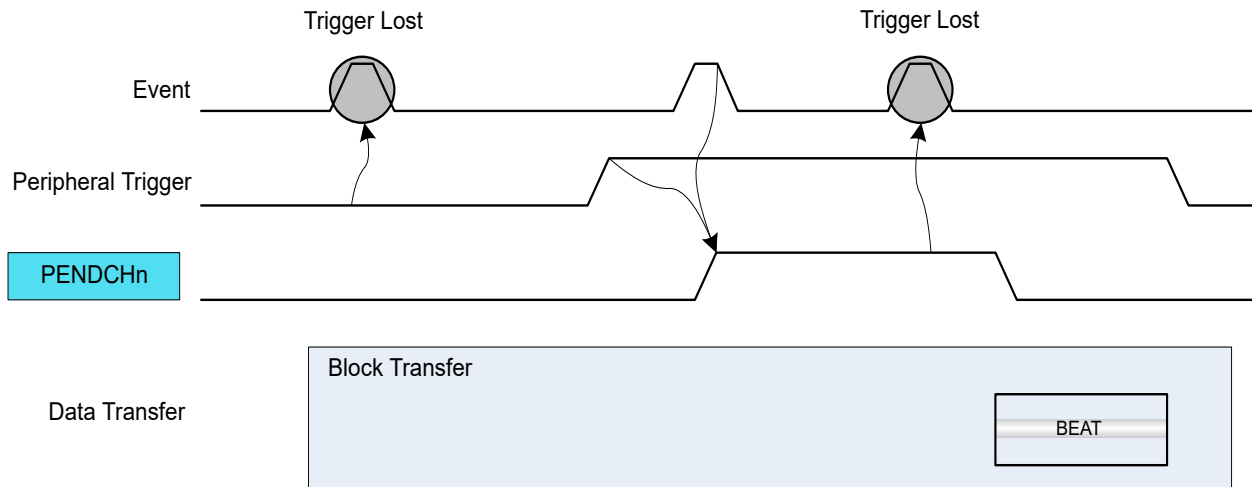 Trigger Lost
Trigger Lost
Event
Peripheral Trigger
PENDCHn
Block Transfer
Data Transfer
BEAT